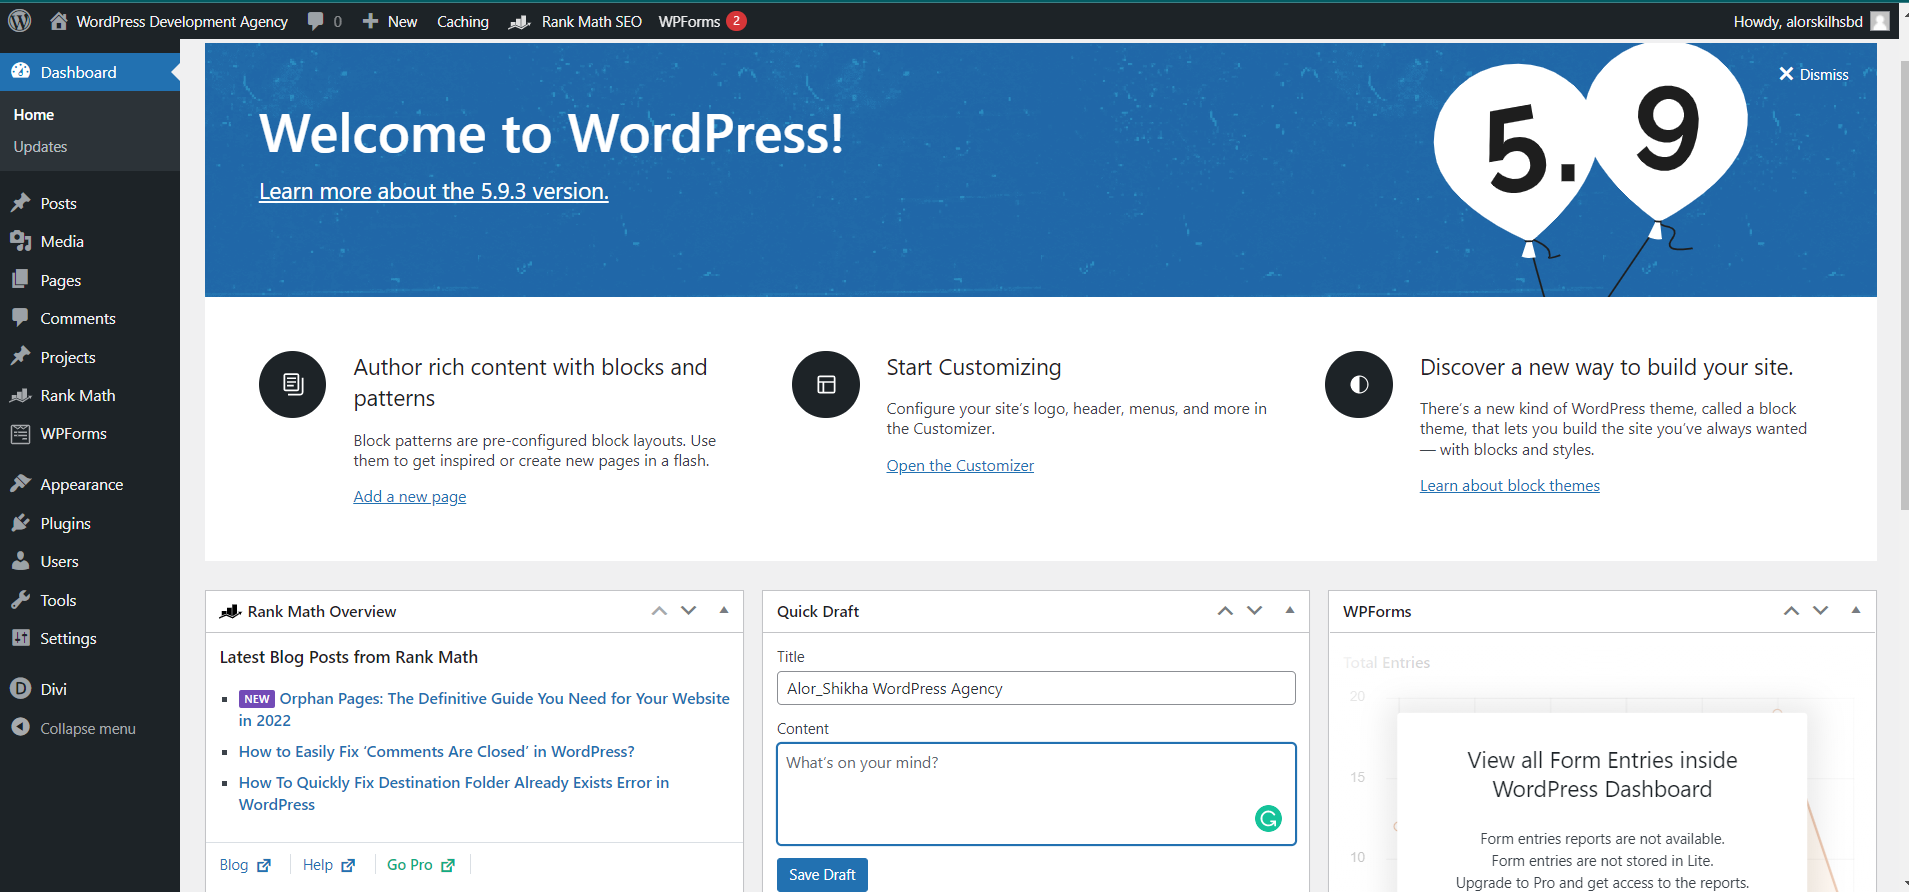 WordPress Development Agency 0 New Caching Rank Math SEO WPForms 2 Howdy, alorskilhsbd
Dashboard
Home
Updates
Posts
Media
Pages
Comments
Projects
Rank Math
WPForms
Appearance
Plugins
Users
Tools
Settings
D Divi
Collapse menu
Dismiss
Welcome to WordPress!
Learn more about the 5.9.3 version.
5.9
Author rich content with blocks and
patterns
Block patterns are pre-configured block layouts. Use
them to get inspired or create new pages in a flash.
Add a new page
Start Customizing
Configure your site's logo, header, menus, and more in
the Customizer.
Open the Customizer
Discover a new way to build your site.
There's a new kind of WordPress theme, called a block
theme, that lets you build the site you've always wanted
— with blocks and styles.
Learn about block themes
Rank Math Overview
Latest Blog Posts from Rank Math
NEW Orphan Pages: The Definitive Guide You Need for Your Website
in 2022
How to Easily Fix ‘Comments Are Closed’ in WordPress?
How To Quickly Fix Destination Folder Already Exists Error in
WordPress
Blog Help Go Pro
Quick Draft
Title
Alor_Shikha WordPress Agency
Content
What's on your mind?
Save Draft
WPForms
Total Entries
20
15
10
View all Form Entries inside
WordPress Dashboard
Form entries reports are not available.
Form entries are not stored in Lite.
Upgrade to Pro and get access to the reports.